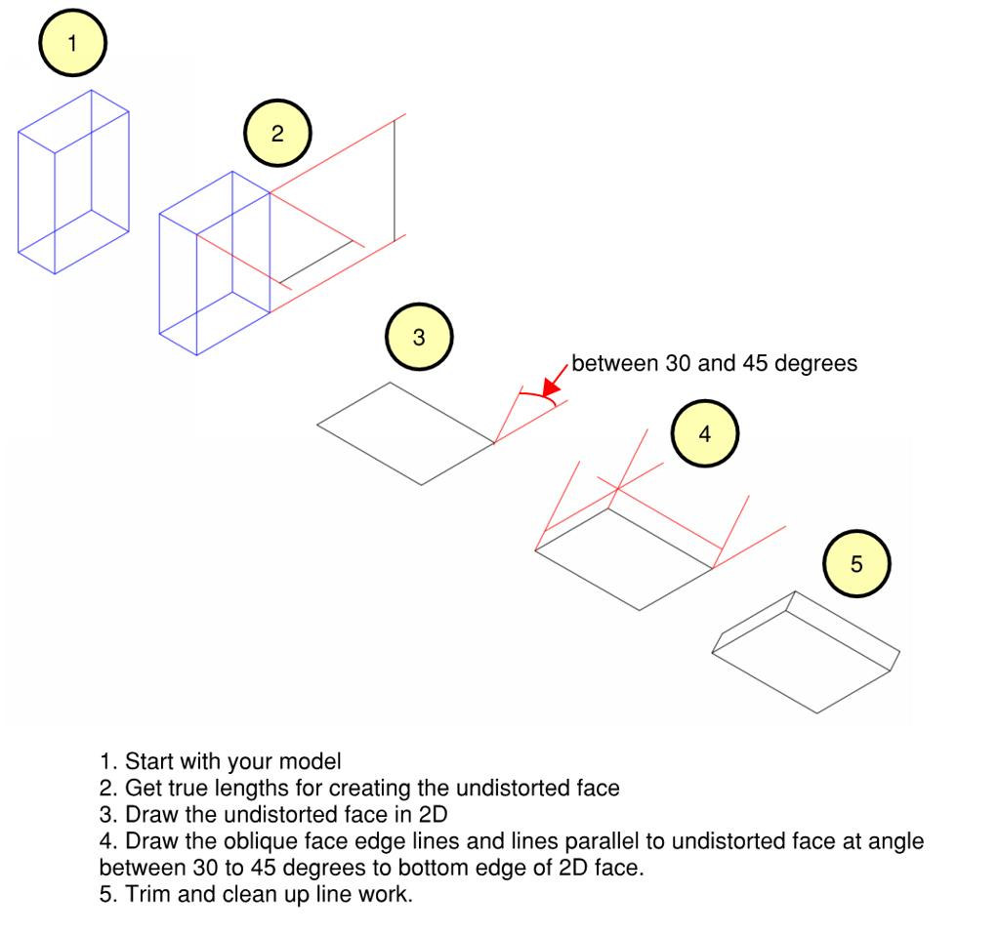 1
2
3
between 30 and 45 degrees
4
5
1. Start with your model
2. Get true lengths for creating the undistorted face
3. Draw the undistorted face in 2D
4. Draw the oblique face edge lines and lines parallel to undistorted face at angle
between 30 to 45 degrees to bottom edge of 2D face.
5. Trim and clean up line work.